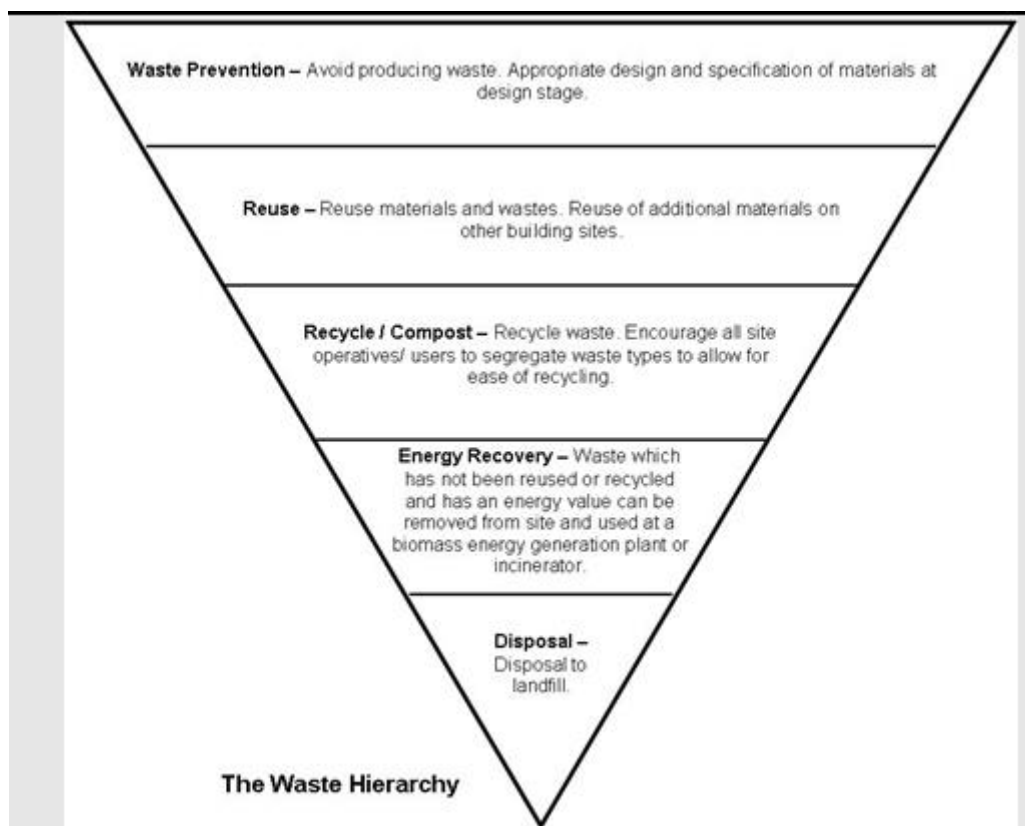 Waste Prevention – Avoid producing waste. Appropriate design and specification of materials at
design stage.
Reuse – Reuse materials and wastes. Reuse of additional materials on
other building sites.
Recycle / Compost – Recycle waste. Encourage all site
operatives/ users to segregate waste types to allow for
ease of recycling.
Energy Recovery – Waste which
has not been reused or recycled
and has an energy value can be
removed from site and used at a
biomass energy generation plant or
incinerator.
Disposal –
Disposal to
landfill.
The Waste Hierarchy